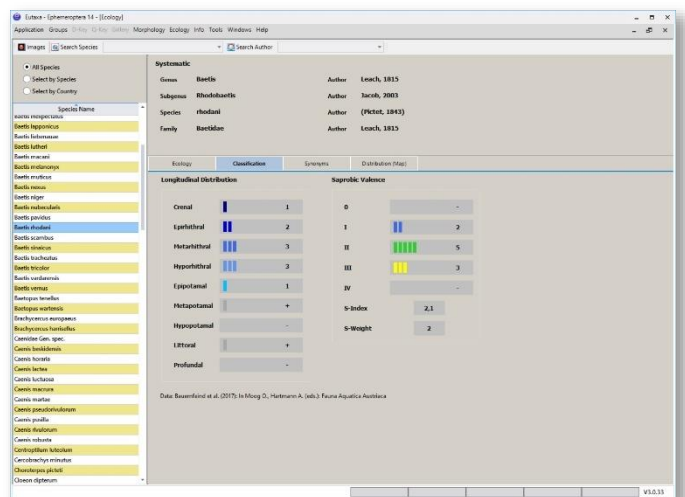 Eutaxa - Ephemeroptera 14 - [Ecology]
Application Groups D-Key Morphology Ecology Info Tools Windows Help
Images Search Species Search Author
All Species
Select by Species
Select by Country
Species Name
Baetis lapponicus
Baetis liebenauae
Baetis lutheri
Baetis macani
Baetis melanonyx
Baetis muticus
Baetis nexus
Baetis niger
Baetis nubecularis
Baetis pavidus
Baetis rhodani
Baetis scambus
Baetis sinaicus
Baetis tracheatus
Baetis tricolor
Baetis vardarensis
Baetis vernus
Baetopus tenellus
Baetopus wartensis
Brachycercus europaeus
Brachycercus harrisellus
Caenidae Gen. spec.
Caenis beskidensis
Caenis horaria
Caenis lactea
Caenis luctuosa
Caenis macrura
Caenis martae
Caenis pseudorivulorum
Caenis pusilla
Caenis rivulorum
Caenis robusta
Centroptilum luteolum
Cercobrachys minutus
Choroterpes picteti
Cloeon dipterum
Systematic
Genus Baetis Author Leach, 1815
Subgenus Rhodobaetis Author Jacob, 2003
Species rhodani Author (Pictet, 1843)
Family Baetidae Author Leach, 1815
Ecology Classification Synonyms Distribution (Map)
Longitudinal Distribution
Crenal 1
Epirhithral 2
Metarhithral 3
Hyporhithral 3
Epipotamal 1
Metapotamal +
Hypopotamal -
Littoral +
Profundal -
Saprobic Valence
0 -
I 2
II 5
III 3
IV -
S-Index 2,1
S-Weight 2
Data: Bauernfeind et al. (2017): In Moog D., Hartmann A. (eds.): Fauna Aquatica Austriaca
V3.0.15